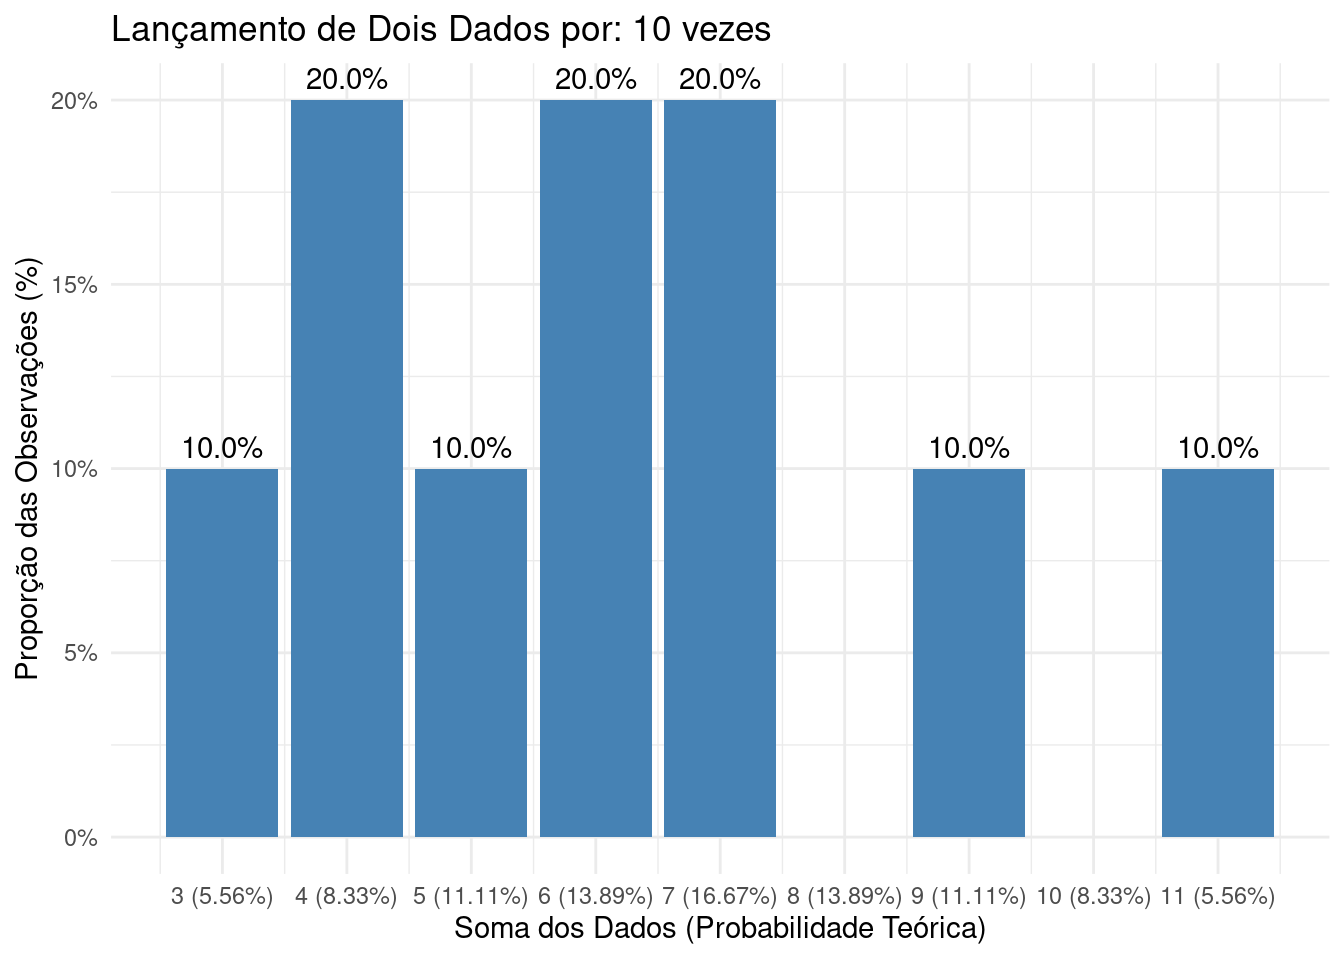 Lançamento de Dois Dados por: 10 vezes
20.0% 20.0% 20.0%
20%
15%
10.0% 10.0% 10.0% 10.0%
10%
5%
0%
Proporção das Observações (%)
3 (5.56%) 4 (8.33%) 5 (11.11%) 6 (13.89%) 7 (16.67%) 8 (13.89%) 9 (11.11%) 10 (8.33%) 11 (5.56%)
Soma dos Dados (Probabilidade Teórica)